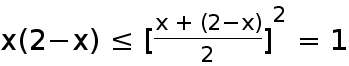 x(2−x) ≤ [(x + (2−x))/2]² = 1